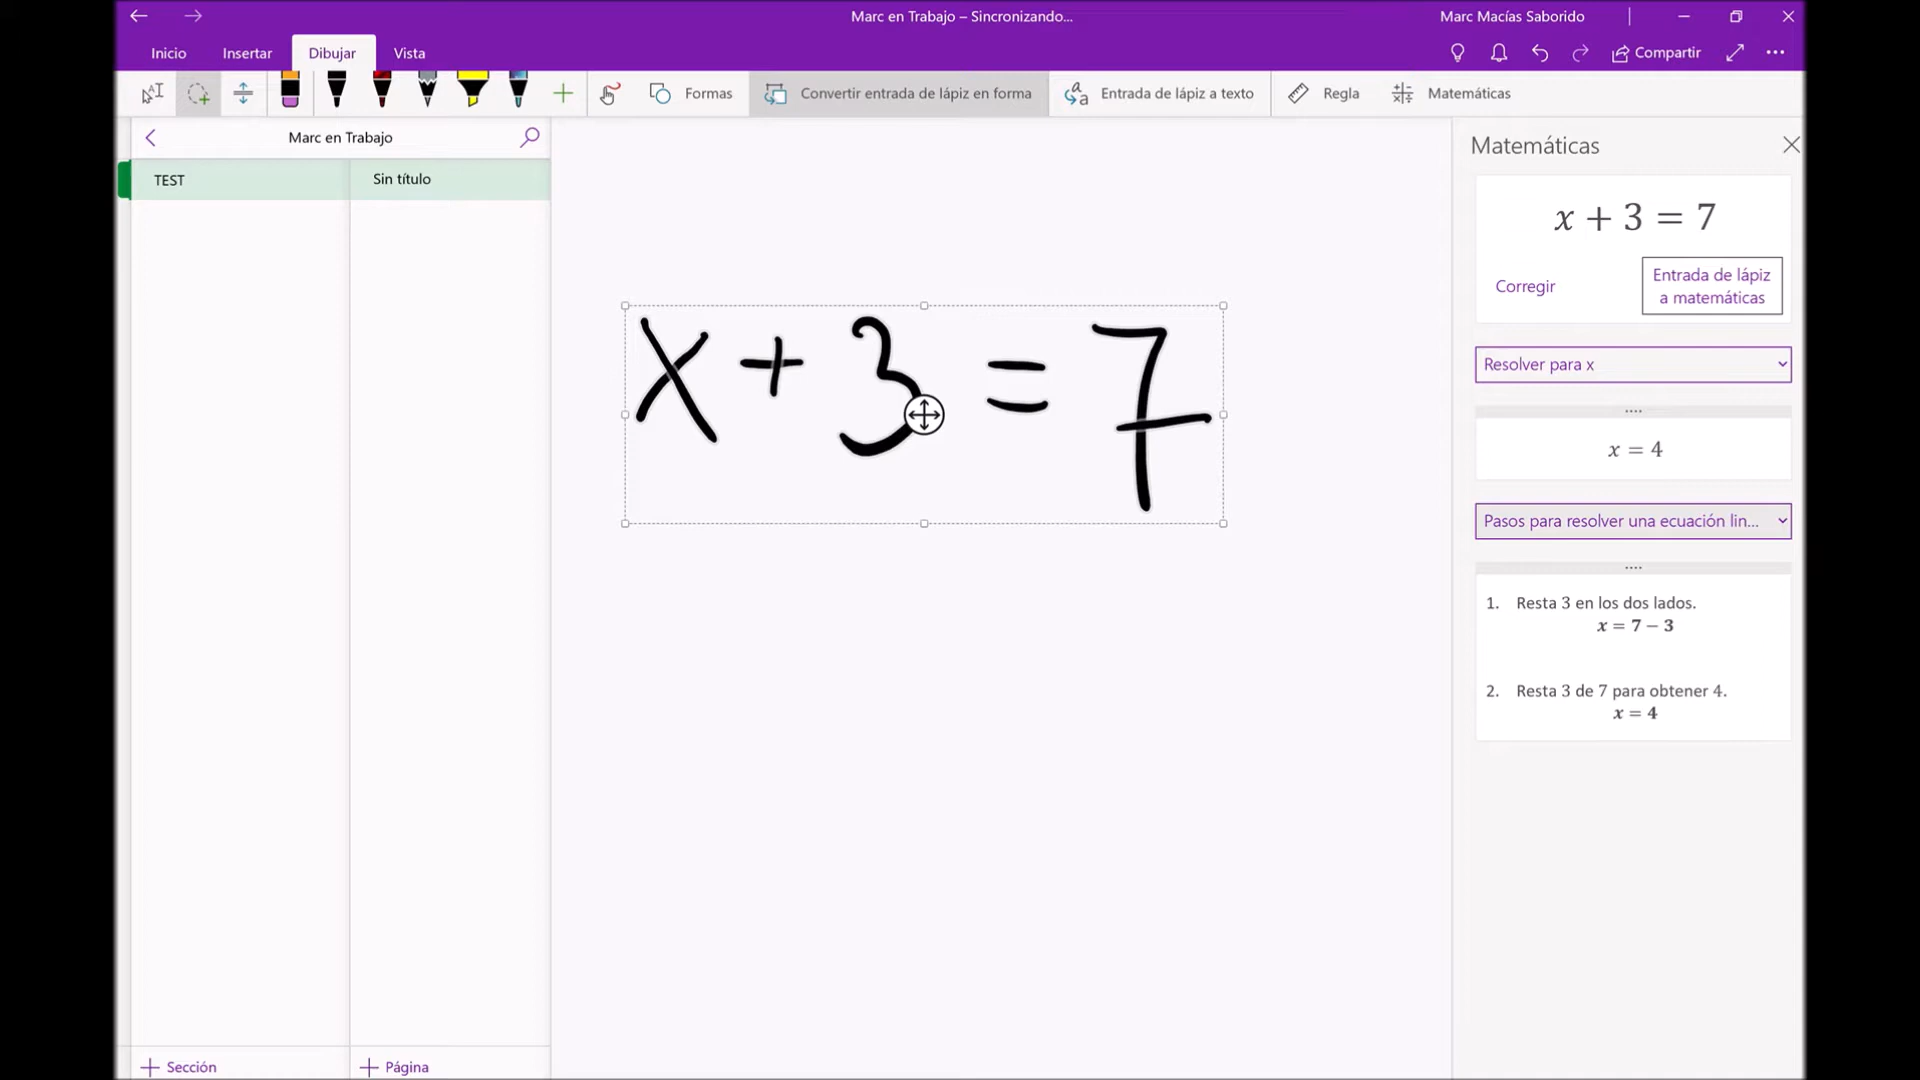 Marc en Trabajo – Sincronizando...
Marc Macías Saborido
Inicio
Insertar
Dibujar
Vista
Compartir
Formas
Convertir entrada de lápiz en forma
Entrada de lápiz a texto
Regla
Matemáticas
Marc en Trabajo
TEST
Sin título
x + 3 = 7
Matemáticas
x + 3 = 7
Corregir
Entrada de lápiz
a matemáticas
Resolver para x
x = 4
Pasos para resolver una ecuación lin...
1. Resta 3 en los dos lados.
x = 7 − 3
2. Resta 3 de 7 para obtener 4.
x = 4
Sección
Página